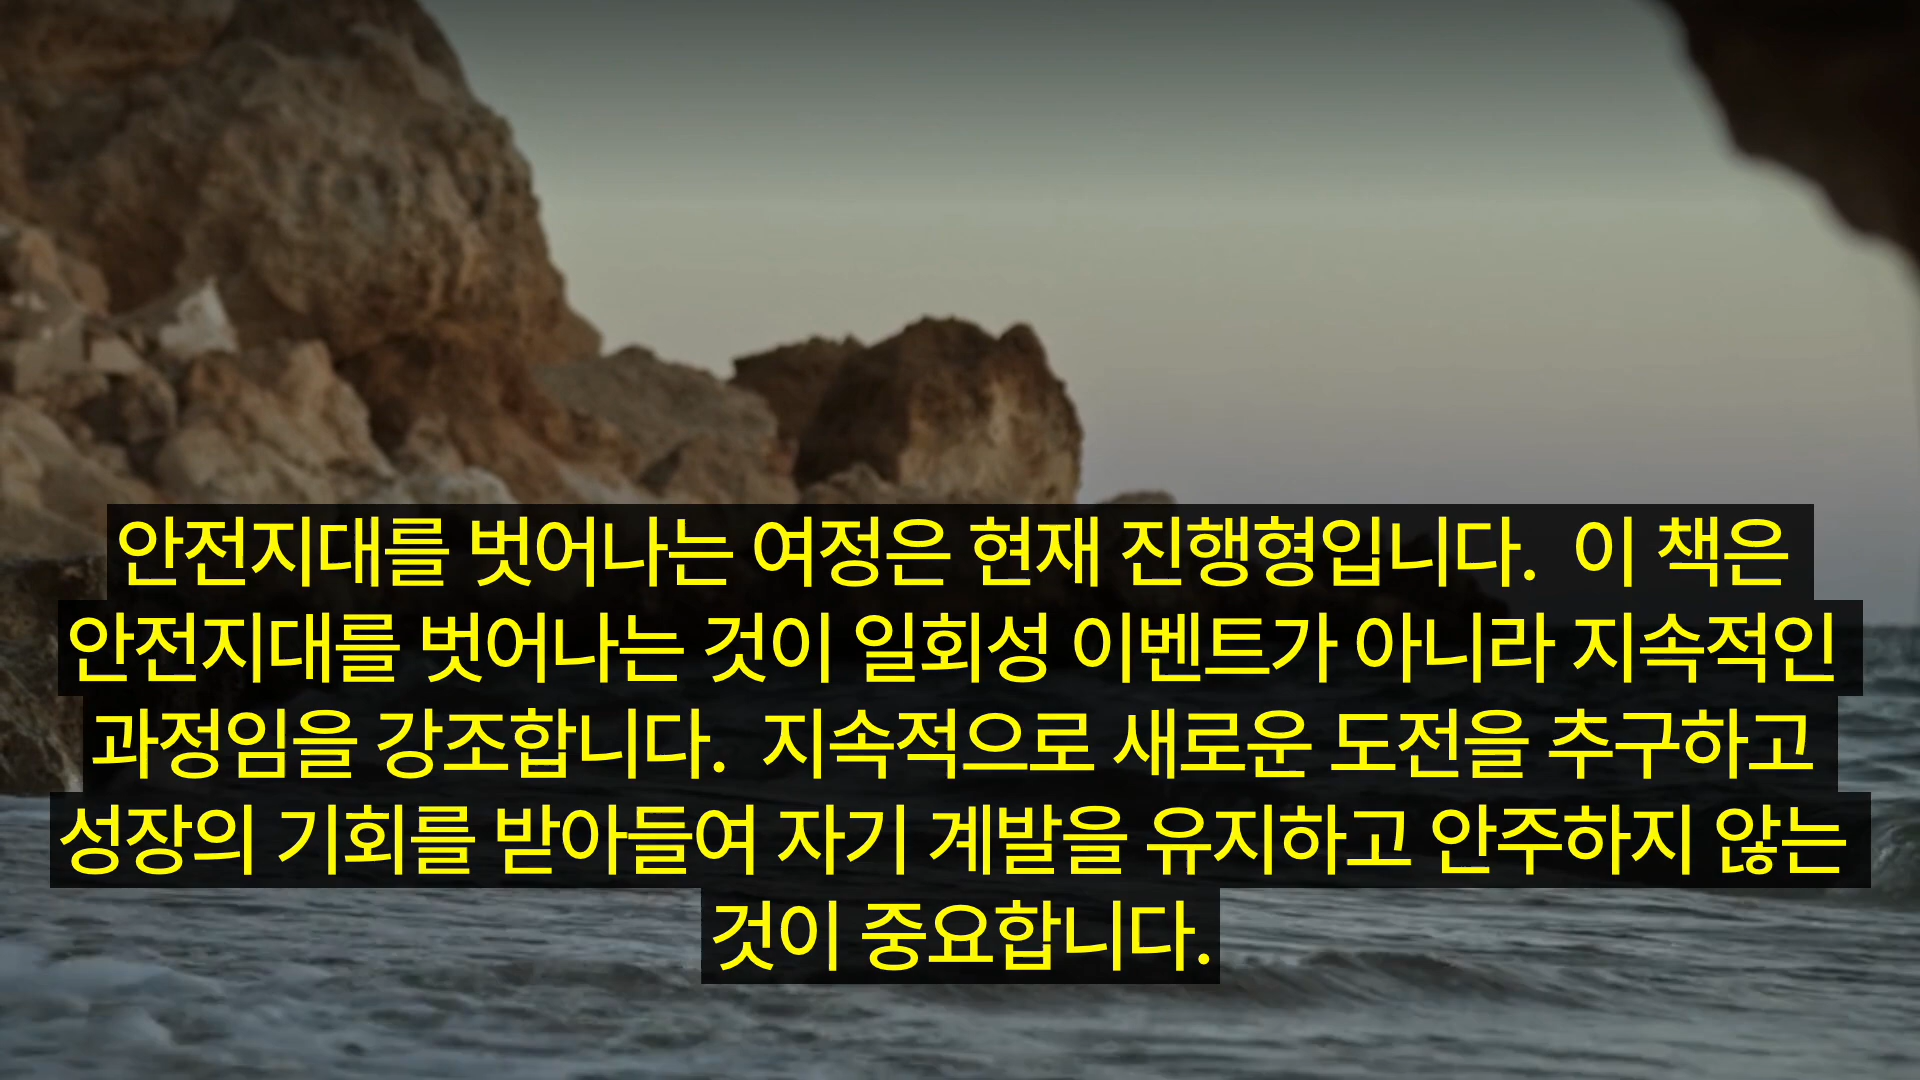 안전지대를 벗어나는 여정은 현재 진행형입니다. 이 책은
안전지대를 벗어나는 것이 일회성 이벤트가 아니라 지속적인
과정임을 강조합니다. 지속적으로 새로운 도전을 추구하고
성장의 기회를 받아들여 자기 계발을 유지하고 안주하지 않는
것이 중요합니다.